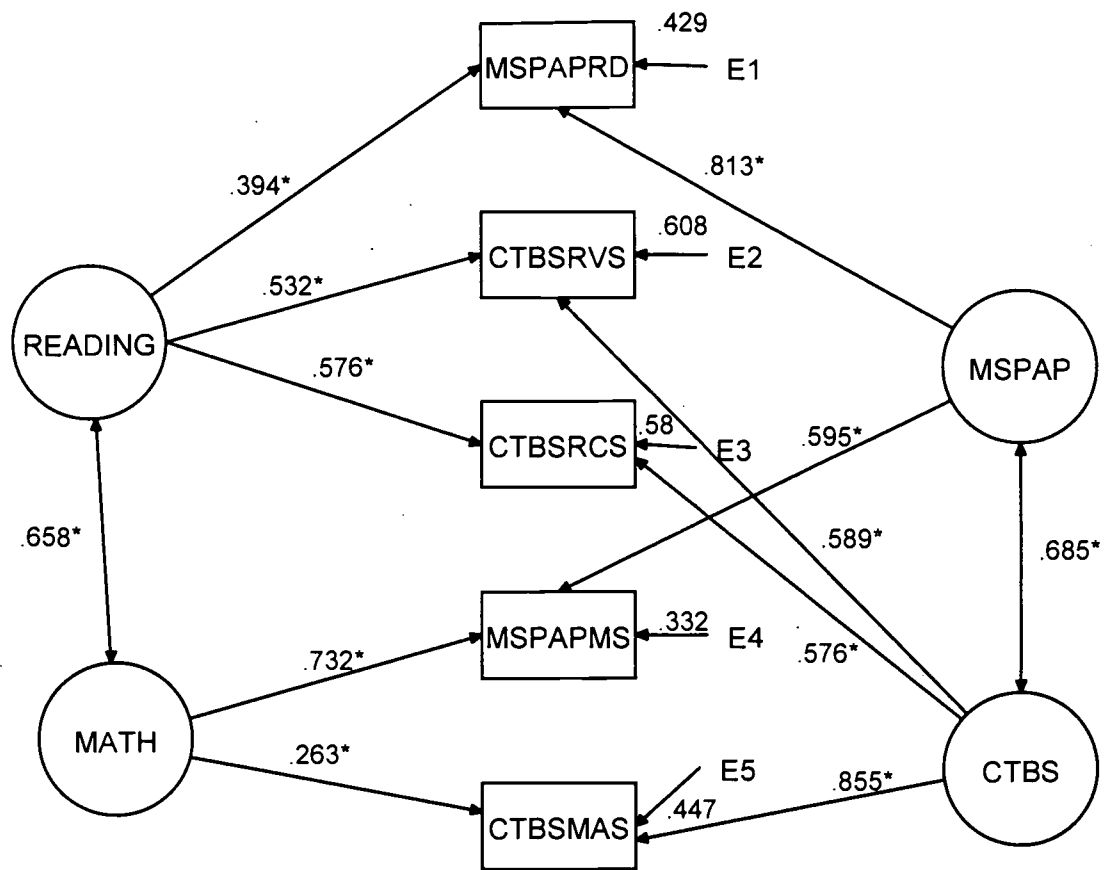 .429
MSPAPRD
E1
.394*
.813*
.608
CTBSRVS
E2
.532*
READING
MSPAP
.576*
.58
CTBSRCS
E3
.595*
.658*
.589*
.685*
MSPAPMS
.332
E4
.732*
.576*
MATH
.263*
E5
CTBS
.447
.855*
CTBSMAS